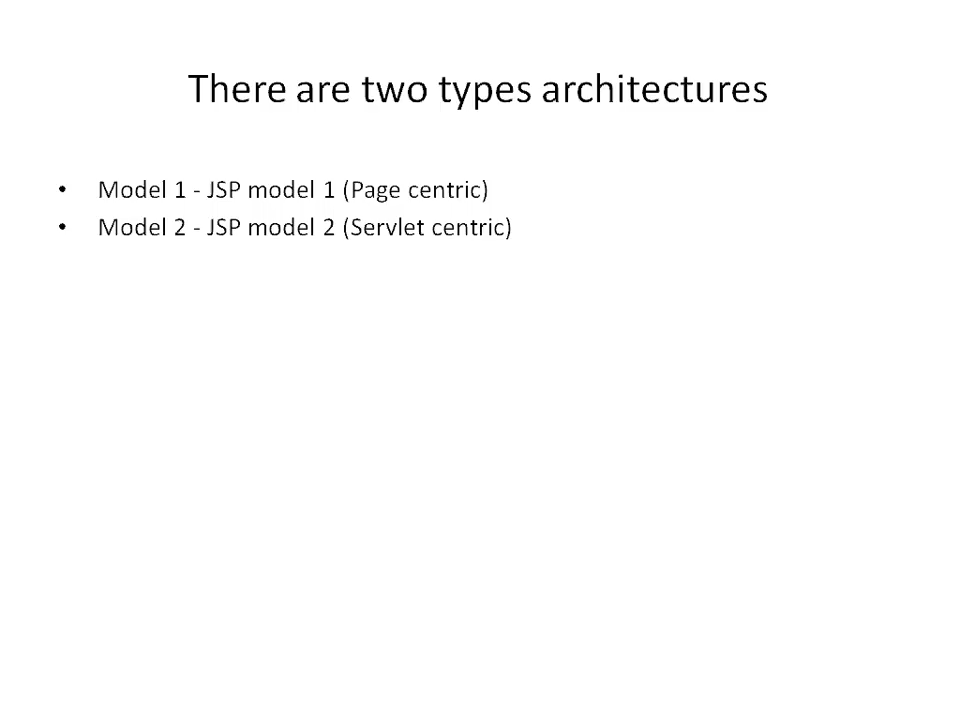 There are two types architectures
• Model 1 - JSP model 1 (Page centric)
• Model 2 - JSP model 2 (Servlet centric)